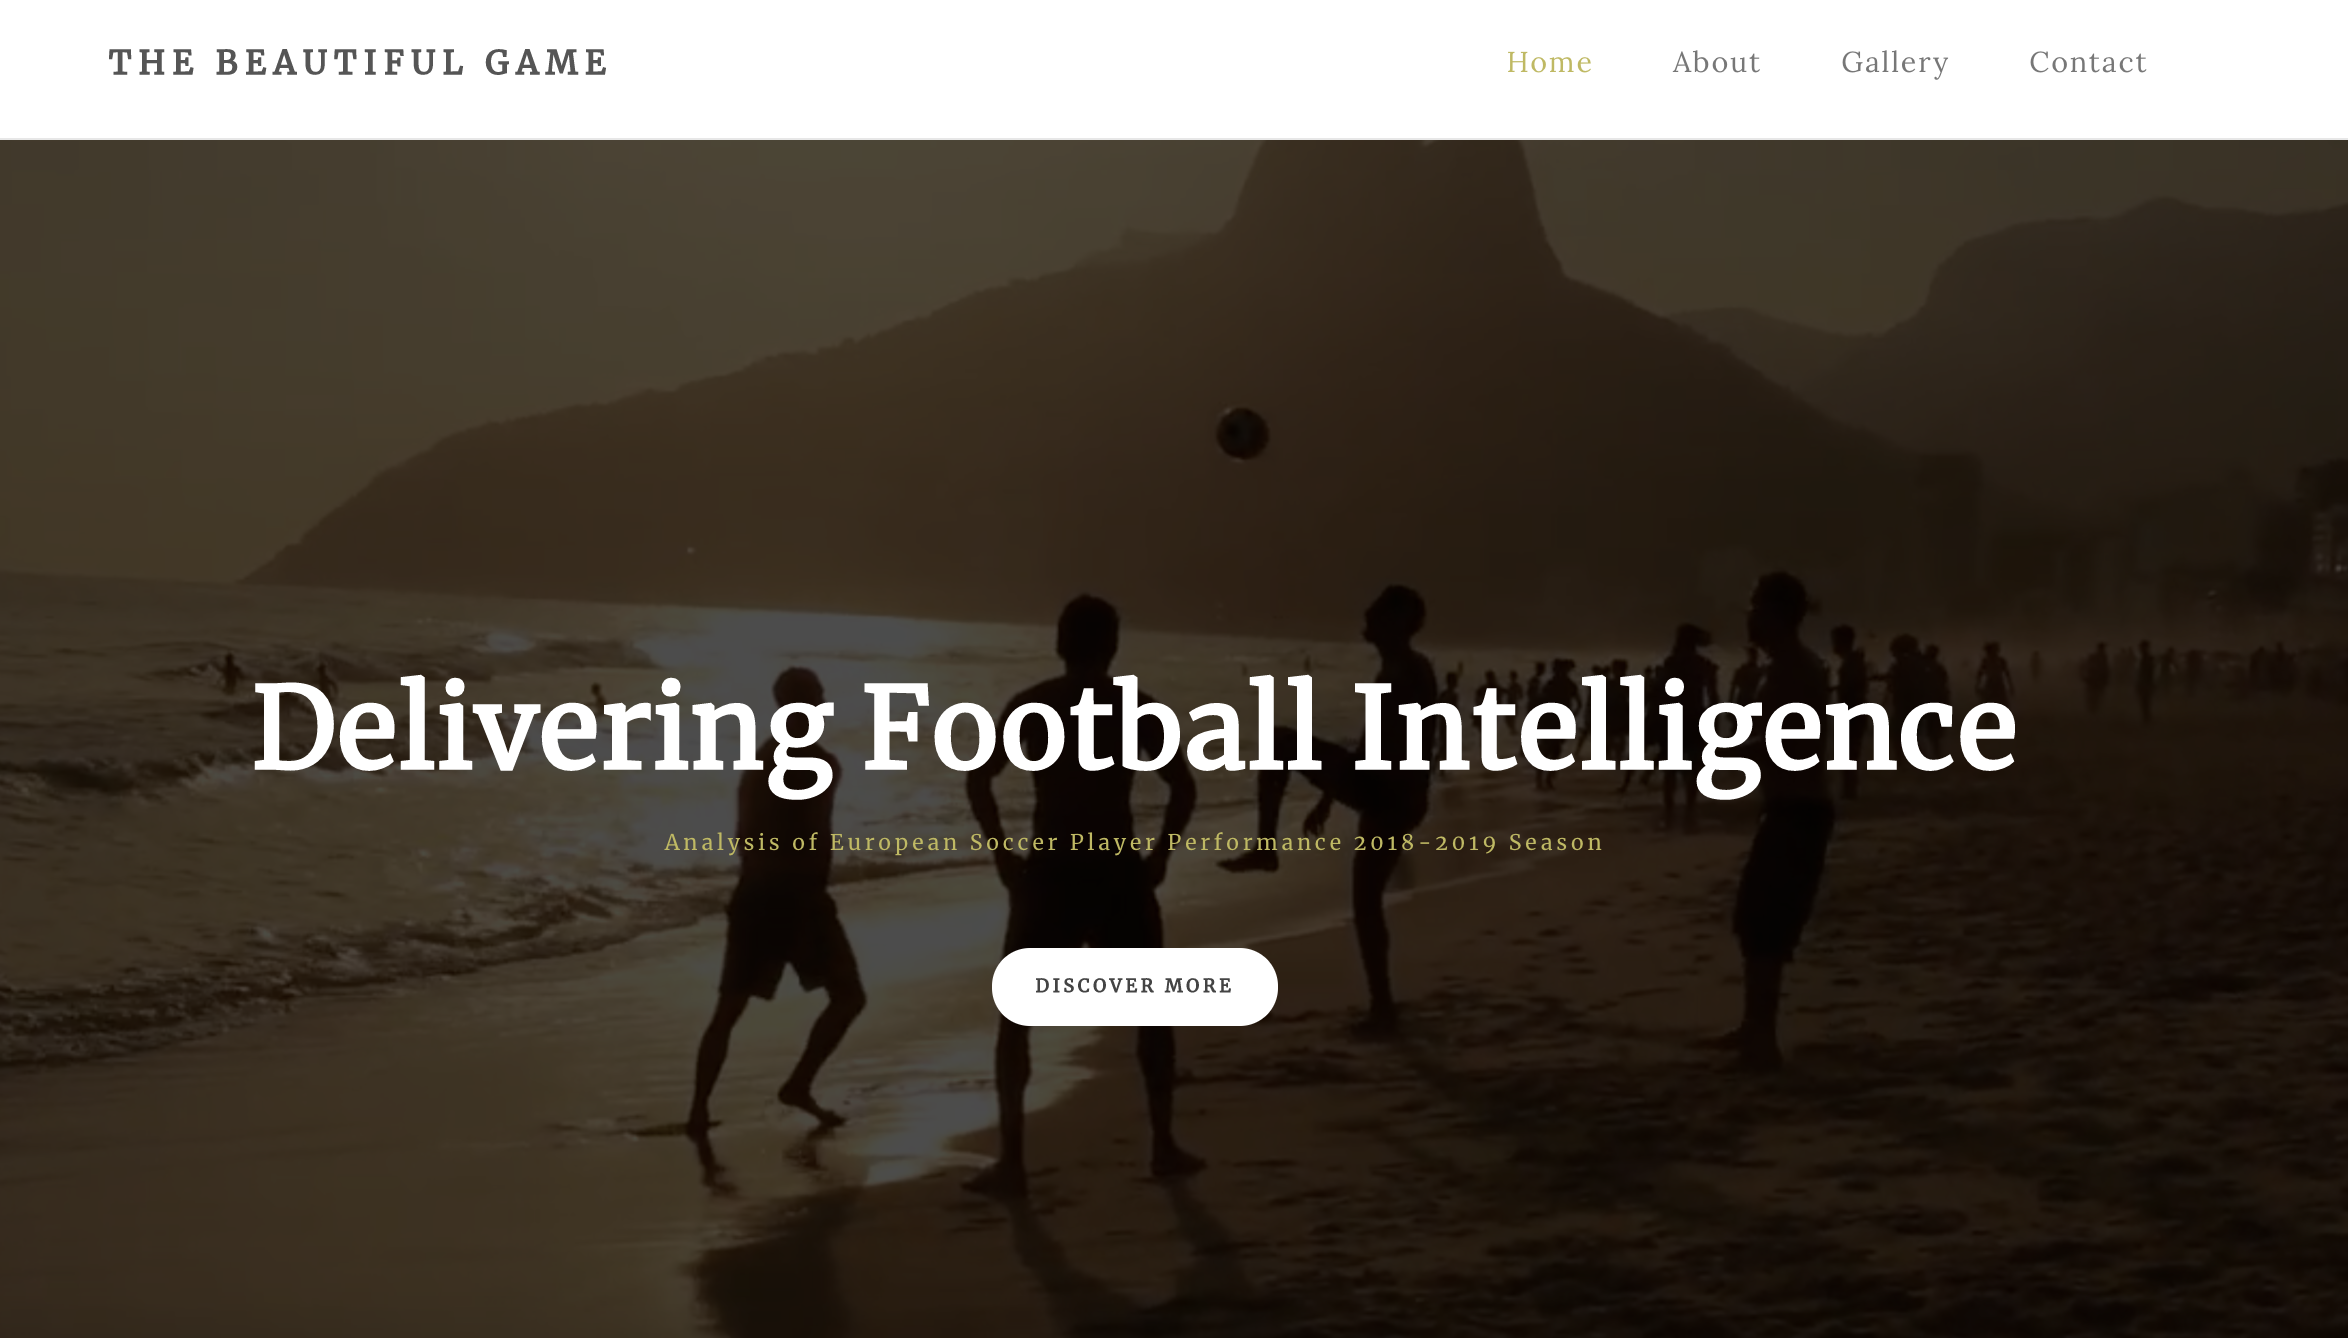 THE BEAUTIFUL GAME
Home About Gallery Contact
Delivering Football Intelligence
Analysis of European Soccer Player Performance 2018-2019 Season
DISCOVER MORE